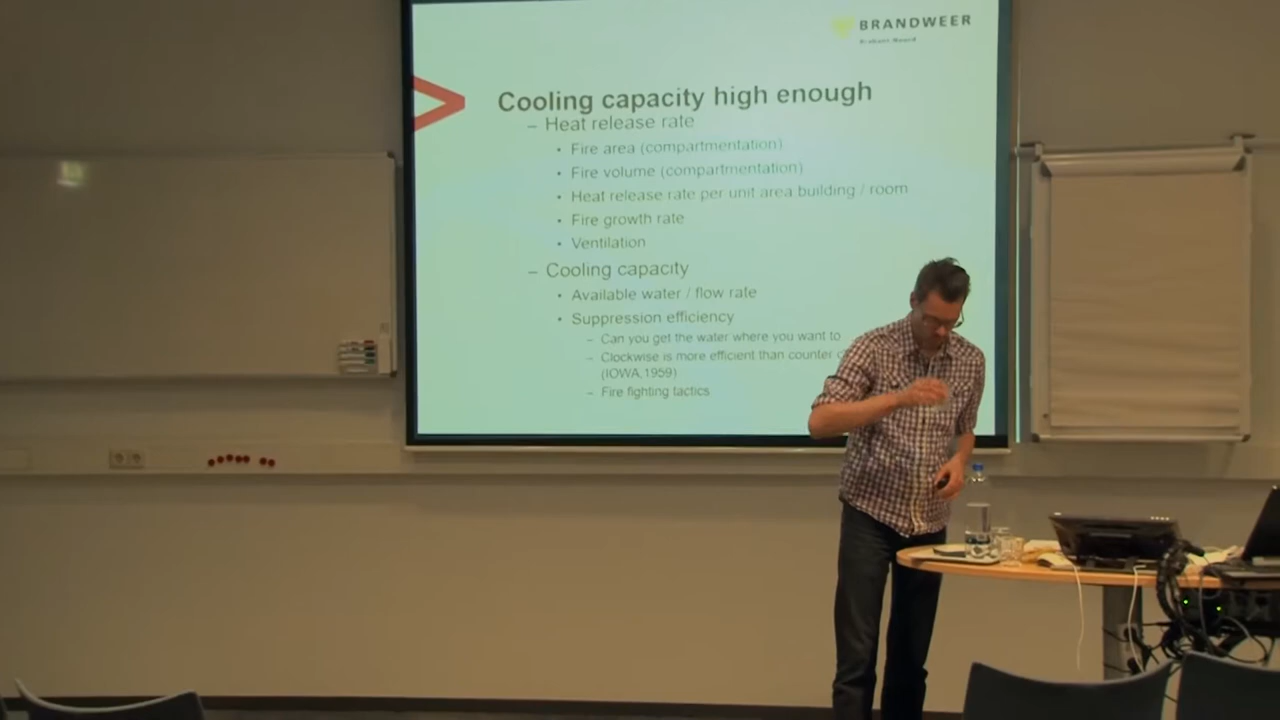 BRANDWEER
Brabant-Noord
Cooling capacity high enough
– Heat release rate
• Fire area (compartmentation)
• Fire volume (compartmentation)
• Heat release rate per unit area building / room
• Fire growth rate
• Ventilation
– Cooling capacity
• Available water / flow rate
• Suppression efficiency
– Can you get the water where you want to
– Clockwise is more efficient than counter
(IOWA, 1959)
– Fire fighting tactics